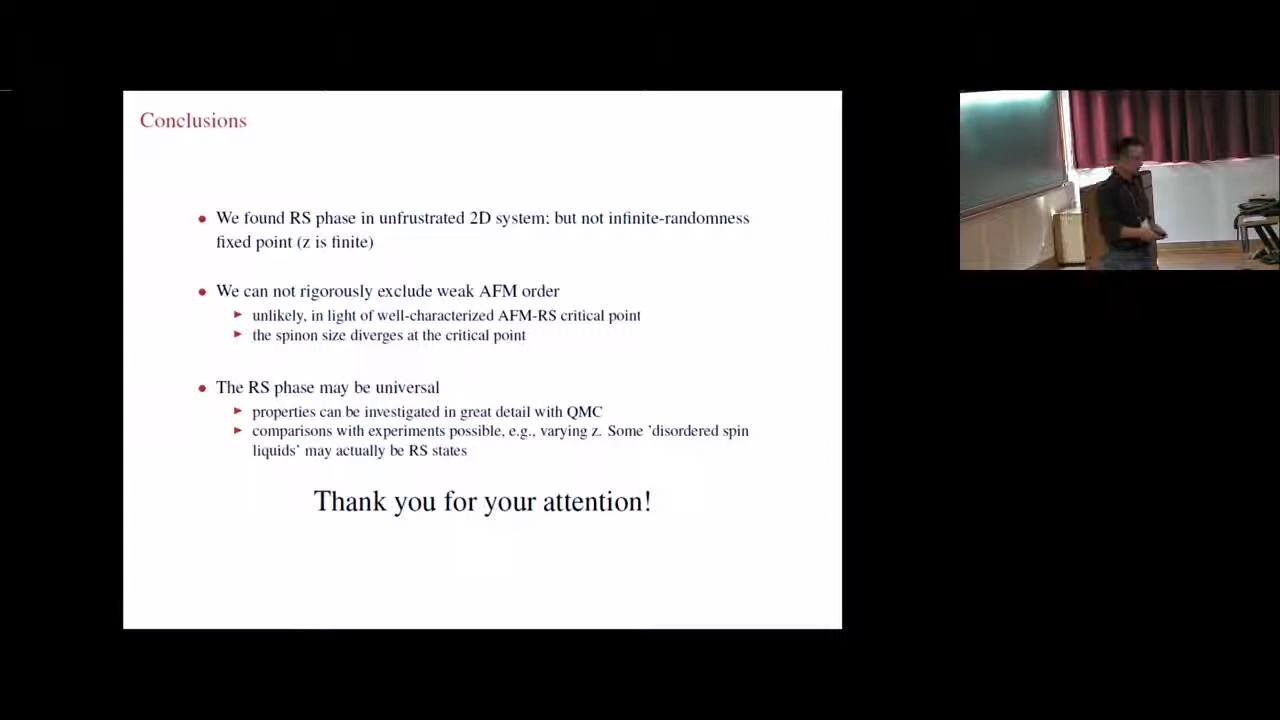 Conclusions
We found RS phase in unfrustrated 2D system; but not infinite-randomness
fixed point (z is finite)
We can not rigorously exclude weak AFM order
unlikely, in light of well-characterized AFM-RS critical point
the spinon size diverges at the critical point
The RS phase may be universal
properties can be investigated in great detail with QMC
comparisons with experiments possible, e.g., varying z. Some 'disordered spin
liquids' may actually be RS states
Thank you for your attention!